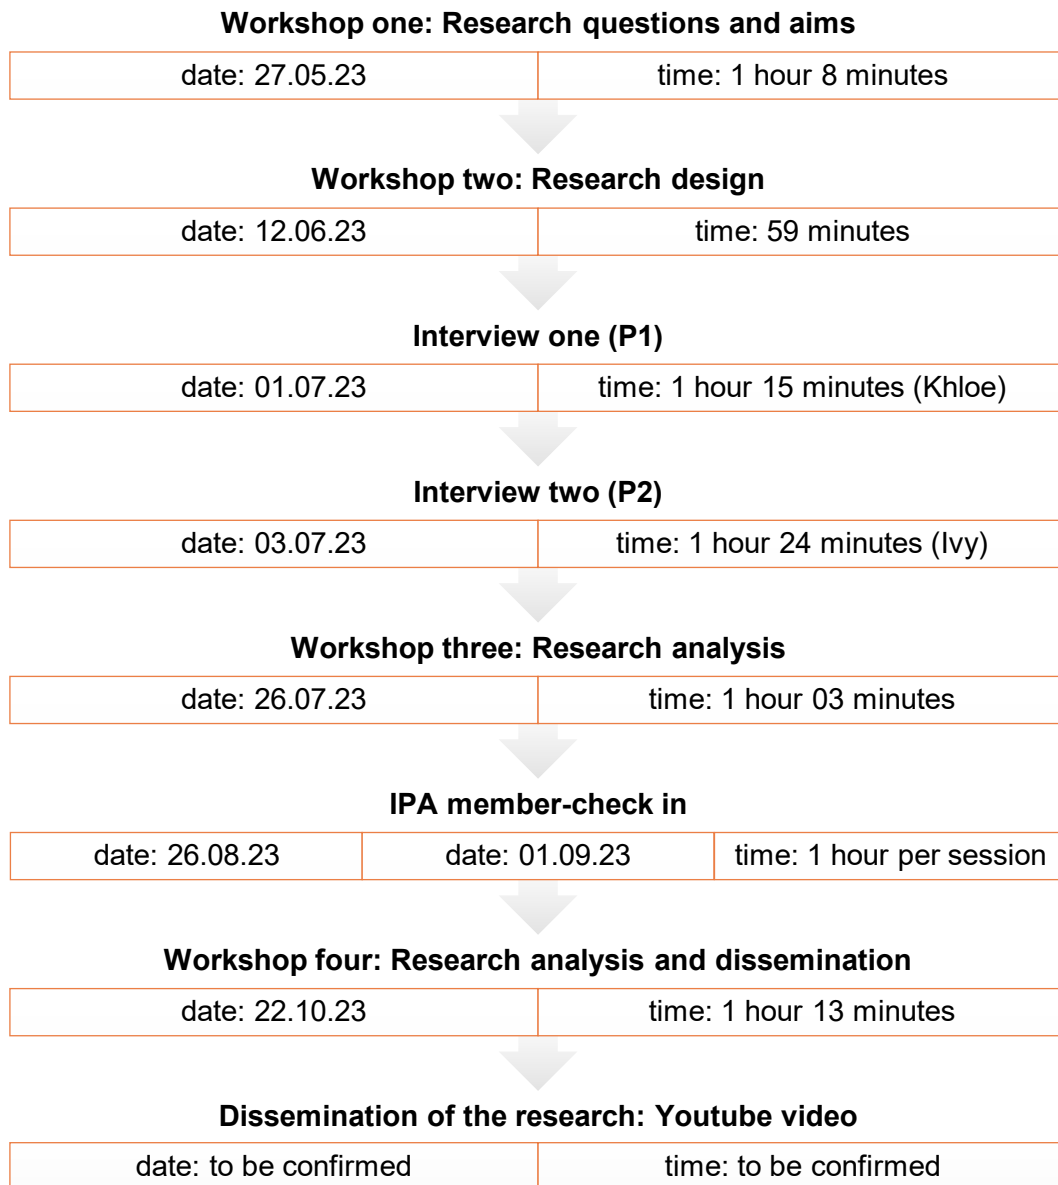 Workshop one: Research questions and aims
date: 27.05.23 time: 1 hour 8 minutes
Workshop two: Research design
date: 12.06.23 time: 59 minutes
Interview one (P1)
date: 01.07.23 time: 1 hour 15 minutes (Khloe)
Interview two (P2)
date: 03.07.23 time: 1 hour 24 minutes (Ivy)
Workshop three: Research analysis
date: 26.07.23 time: 1 hour 03 minutes
IPA member-check in
date: 26.08.23 date: 01.09.23 time: 1 hour per session
Workshop four: Research analysis and dissemination
date: 22.10.23 time: 1 hour 13 minutes
Dissemination of the research: Youtube video
date: to be confirmed time: to be confirmed